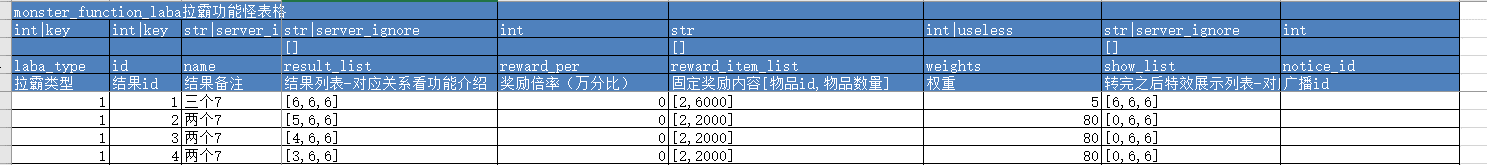 monster_function_laba拉霸功能怪表格
int|key int|key str|server_i str|server_ignore int str int|useless str|server_ignore int
[] [] []
laba_type id name result_list reward_per reward_item_list weights show_list notice_id
拉霸类型 结果id 结果备注 结果列表-对应关系看功能介绍 奖励倍率（万分比） 固定奖励内容[物品id,物品数量] 权重 转完之后特效展示列表-对 广播id
1 1 三个7 [6,6,6] 0 [2,6000] 5 [6,6,6]
1 2 两个7 [5,6,6] 0 [2,2000] 80 [0,6,6]
1 3 两个7 [4,6,6] 0 [2,2000] 80 [0,6,6]
1 4 两个7 [3,6,6] 0 [2,2000] 80 [0,6,6]